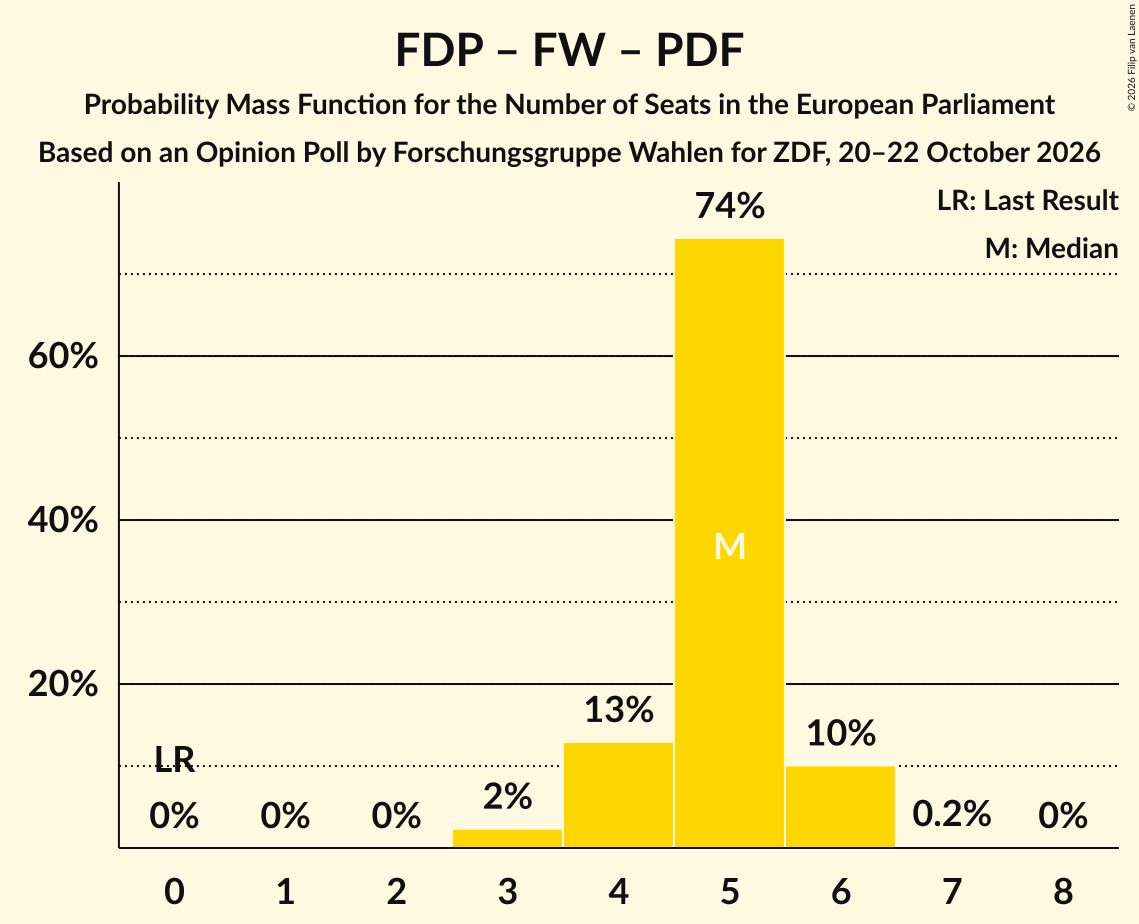 FDP – FW – PDF
Probability Mass Function for the Number of Seats in the European Parliament
Based on an Opinion Poll by Forschungsgruppe Wahlen for ZDF, 20–22 October 2026
© 2026 Filip van Laenen
LR: Last Result
M: Median
74%
60%
40%
M
20%
13%
10%
LR
2%
0%
0%
0%
0.2%
0%
0 1 2 3 4 5 6 7 8